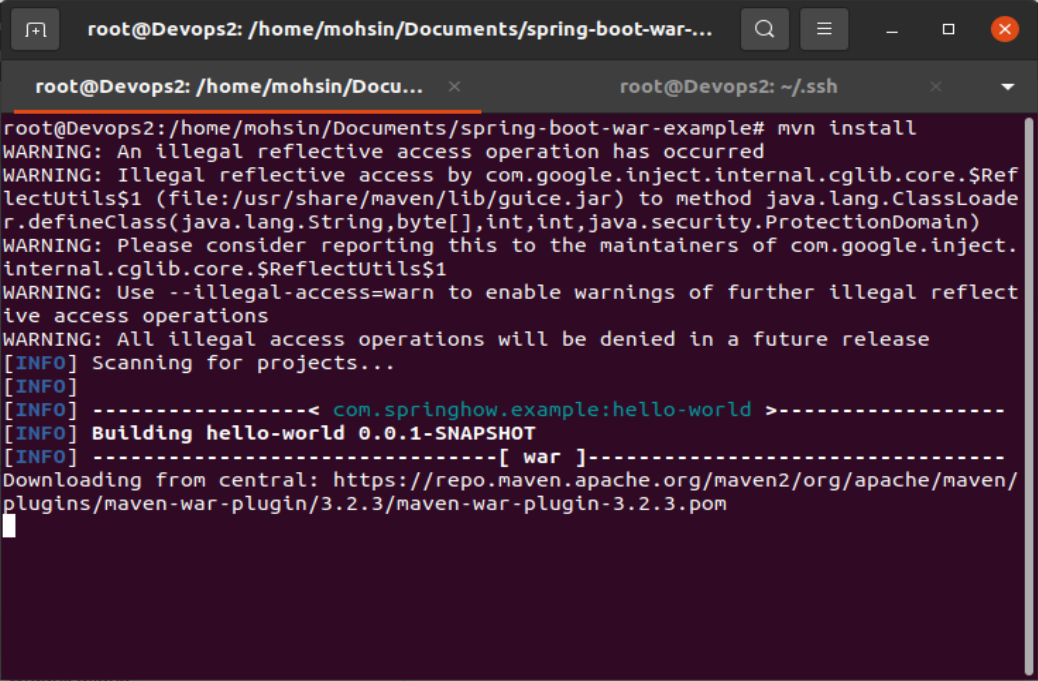 root@Devops2: /home/mohsin/Documents/spring-boot-war-...
root@Devops2: /home/mohsin/Docu...
root@Devops2: ~/.ssh
root@Devops2:/home/mohsin/Documents/spring-boot-war-example# mvn install
WARNING: An illegal reflective access operation has occurred
WARNING: Illegal reflective access by com.google.inject.internal.cglib.core.$Ref
lectUtils$1 (file:/usr/share/maven/lib/guice.jar) to method java.lang.ClassLoade
r.defineClass(java.lang.String,byte[],int,int,java.security.ProtectionDomain)
WARNING: Please consider reporting this to the maintainers of com.google.inject.
internal.cglib.core.$ReflectUtils$1
WARNING: Use --illegal-access=warn to enable warnings of further illegal reflect
ive access operations
WARNING: All illegal access operations will be denied in a future release
[INFO] Scanning for projects...
[INFO]
[INFO] -----------------< com.springhow.example:hello-world >------------------
[INFO] Building hello-world 0.0.1-SNAPSHOT
[INFO] --------------------------------[ war ]---------------------------------
Downloading from central: https://repo.maven.apache.org/maven2/org/apache/maven/
plugins/maven-war-plugin/3.2.3/maven-war-plugin-3.2.3.pom